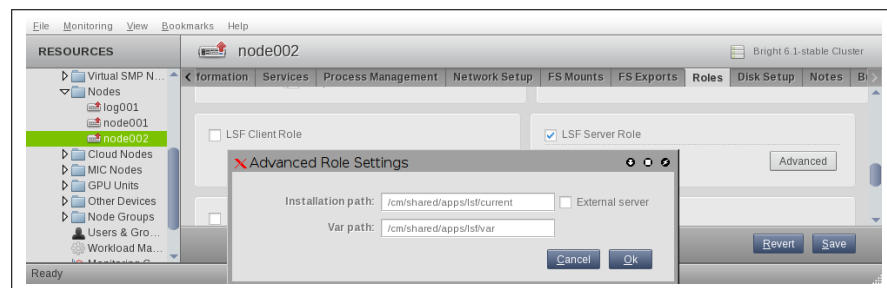 File Monitoring View Bookmarks Help
RESOURCES
node002
Bright 6.1-stable Cluster
Virtual SMP N...
Nodes
log001
node001
node002
Cloud Nodes
MIC Nodes
GPU Units
Other Devices
Node Groups
Users & Gro...
Workload Ma...
formation Services Process Management Network Setup FS Mounts FS Exports Roles Disk Setup Notes
LSF Client Role
LSF Server Role
Advanced
Advanced Role Settings
Installation path: /cm/shared/apps/lsf/current
External server
Var path: /cm/shared/apps/lsf/var
Cancel Ok
Revert Save
Ready